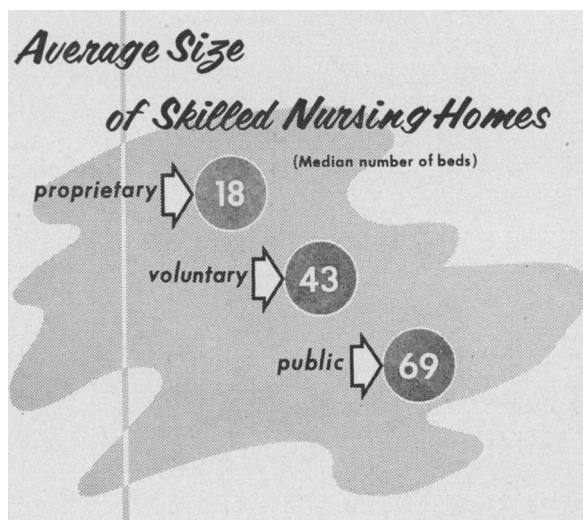 Average Size
of Skilled Nursing Homes
(Median number of beds)
proprietary 18
voluntary 43
public 69